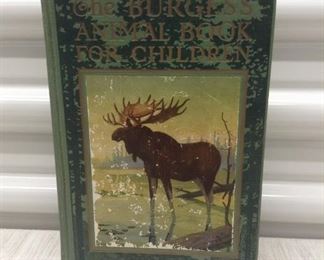 The BURGESS
ANIMAL BOOK
FOR CHILDREN